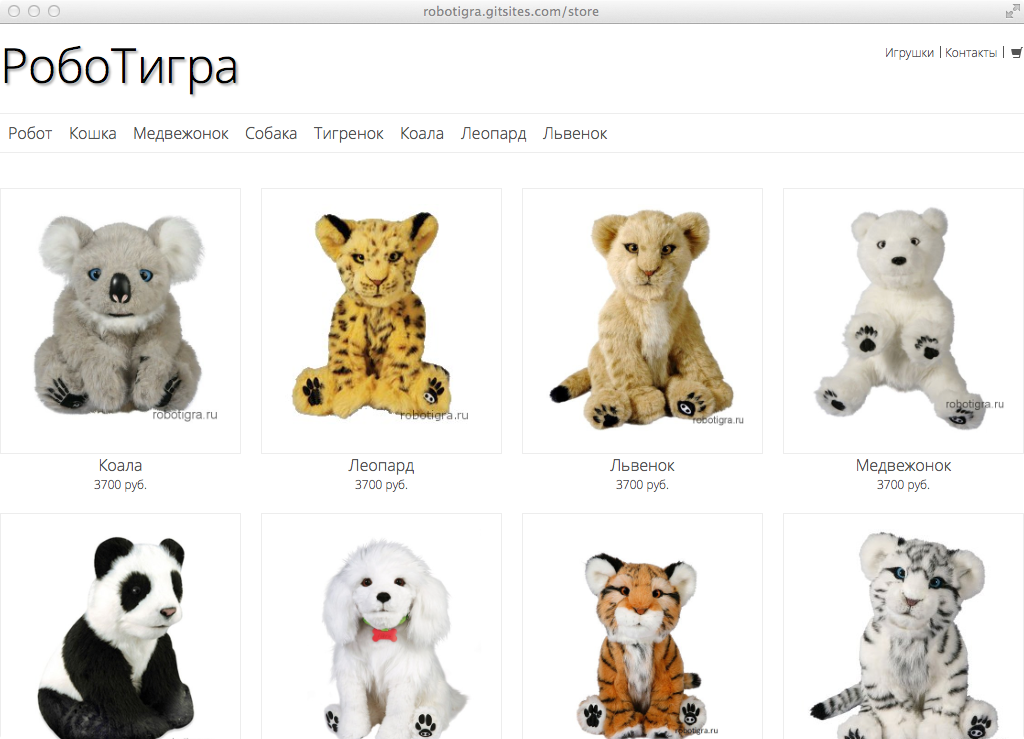 robotigra.gitsites.com/store
РобоТигра
Игрушки | Контакты |
Робот Кошка Медвежонок Собака Тигренок Коала Леопард Львенок
robotigra.ru
robotigra.ru
robotigra.ru
robotigra.ru
Коала
3700 руб.
Леопард
3700 руб.
Львенок
3700 руб.
Медвежонок
3700 руб.
robotigra.ru